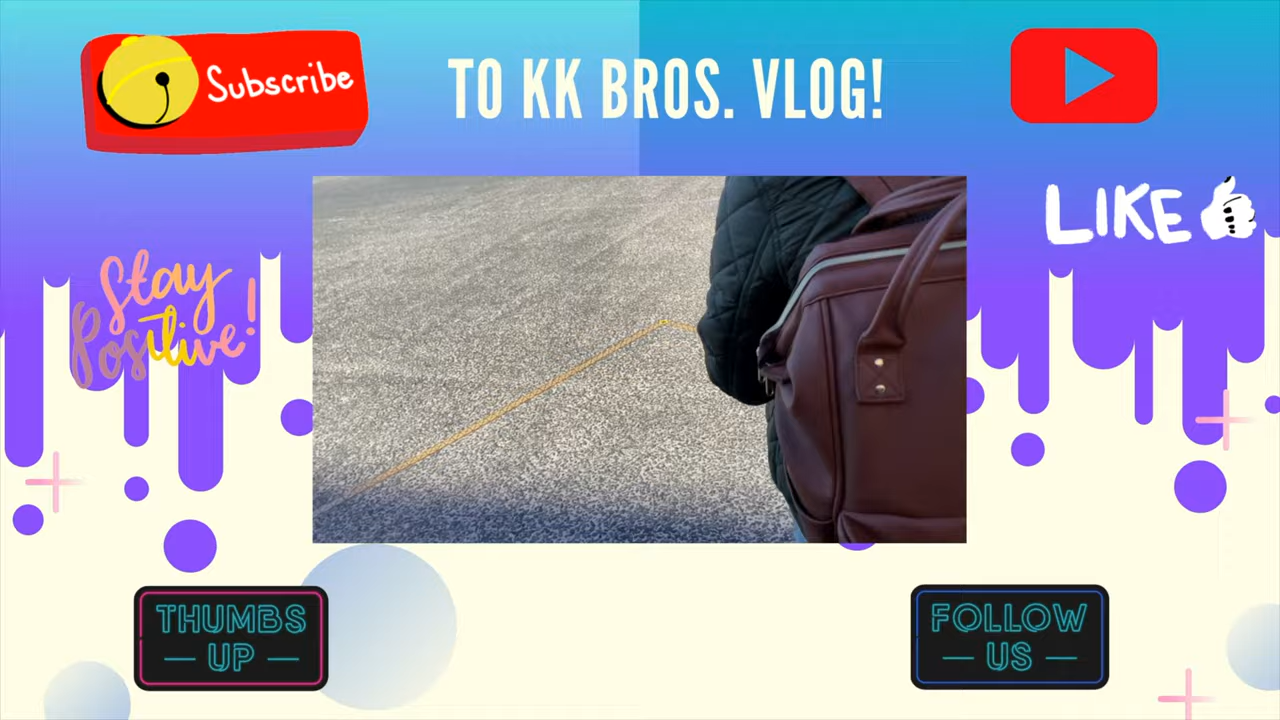 Subscribe
TO KK BROS. VLOG!
LIKE
Stay
Positive!
THUMBS
UP
FOLLOW
US